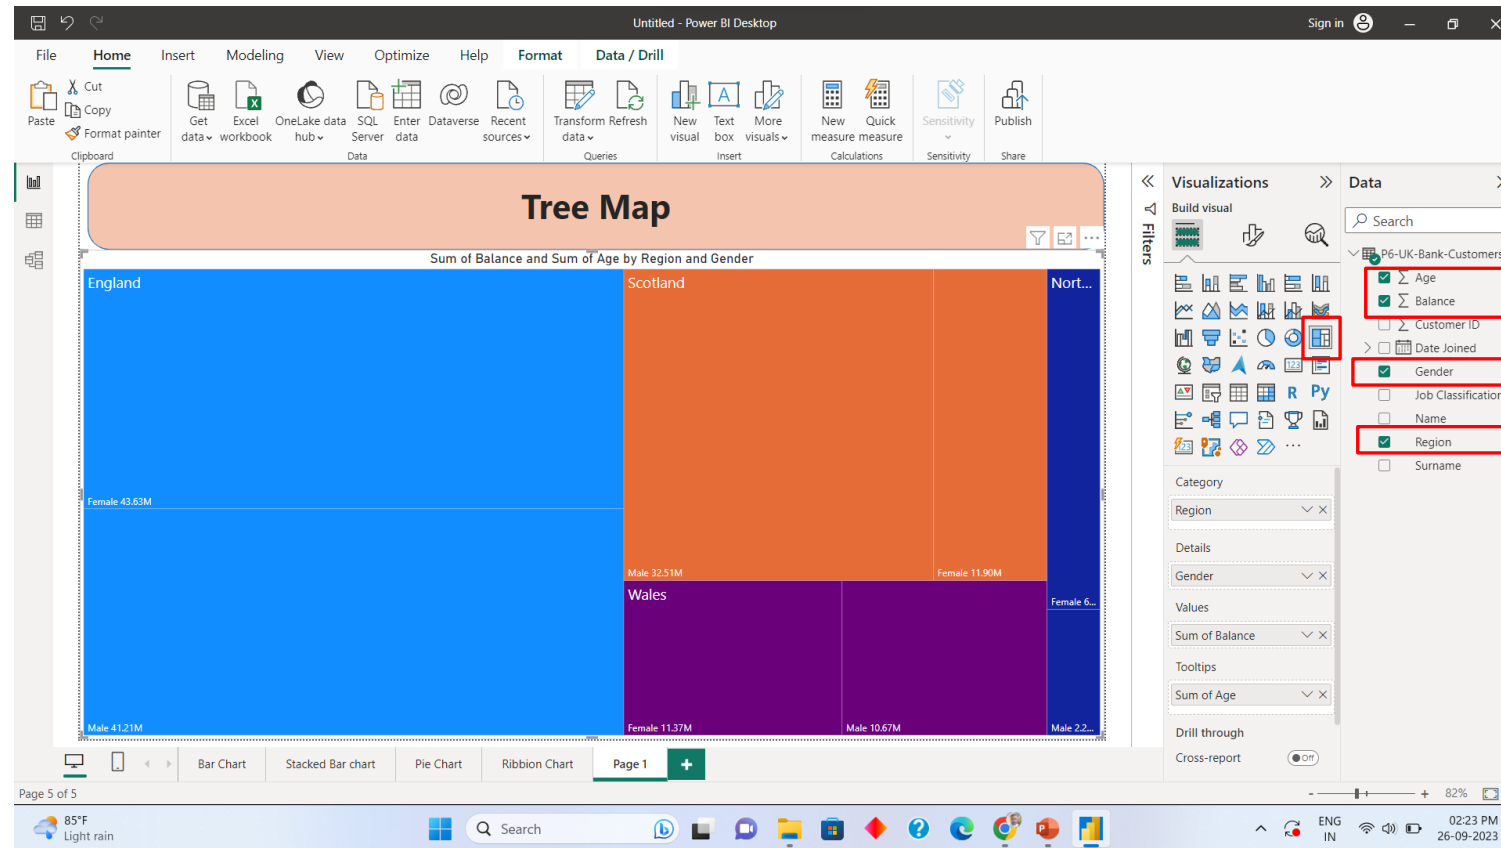 Untitled - Power BI Desktop
Sign in
File Home Insert Modeling View Optimize Help Format Data / Drill
Paste
Cut
Copy
Format painter
Clipboard
Get data
Excel workbook
OneLake data hub
SQL Server
Enter data
Dataverse
Recent sources
Data
Transform data
Refresh
Queries
New visual
Text box
More visuals
Insert
New measure
Quick measure
Calculations
Sensitivity
Sensitivity
Publish
Share
Tree Map
Sum of Balance and Sum of Age by Region and Gender
England
Female 43.63M
Male 41.21M
Scotland
Male 32.51M
Female 11.90M
Wales
Female 11.37M
Male 10.67M
Nort...
Female 6...
Male 2.2...
Filters
Visualizations
Build visual
123
R Py
123
Category
Region
Details
Gender
Values
Sum of Balance
Tooltips
Sum of Age
Drill through
Cross-report
Off
Data
Search
P6-UK-Bank-Customers
Age
Balance
Customer ID
Date Joined
Gender
Job Classification
Name
Region
Surname
Bar Chart
Stacked Bar chart
Pie Chart
Ribbion Chart
Page 1
Page 5 of 5
- + 82%
85°F
Light rain
Search
ENG
IN
02:23 PM
26-09-2023